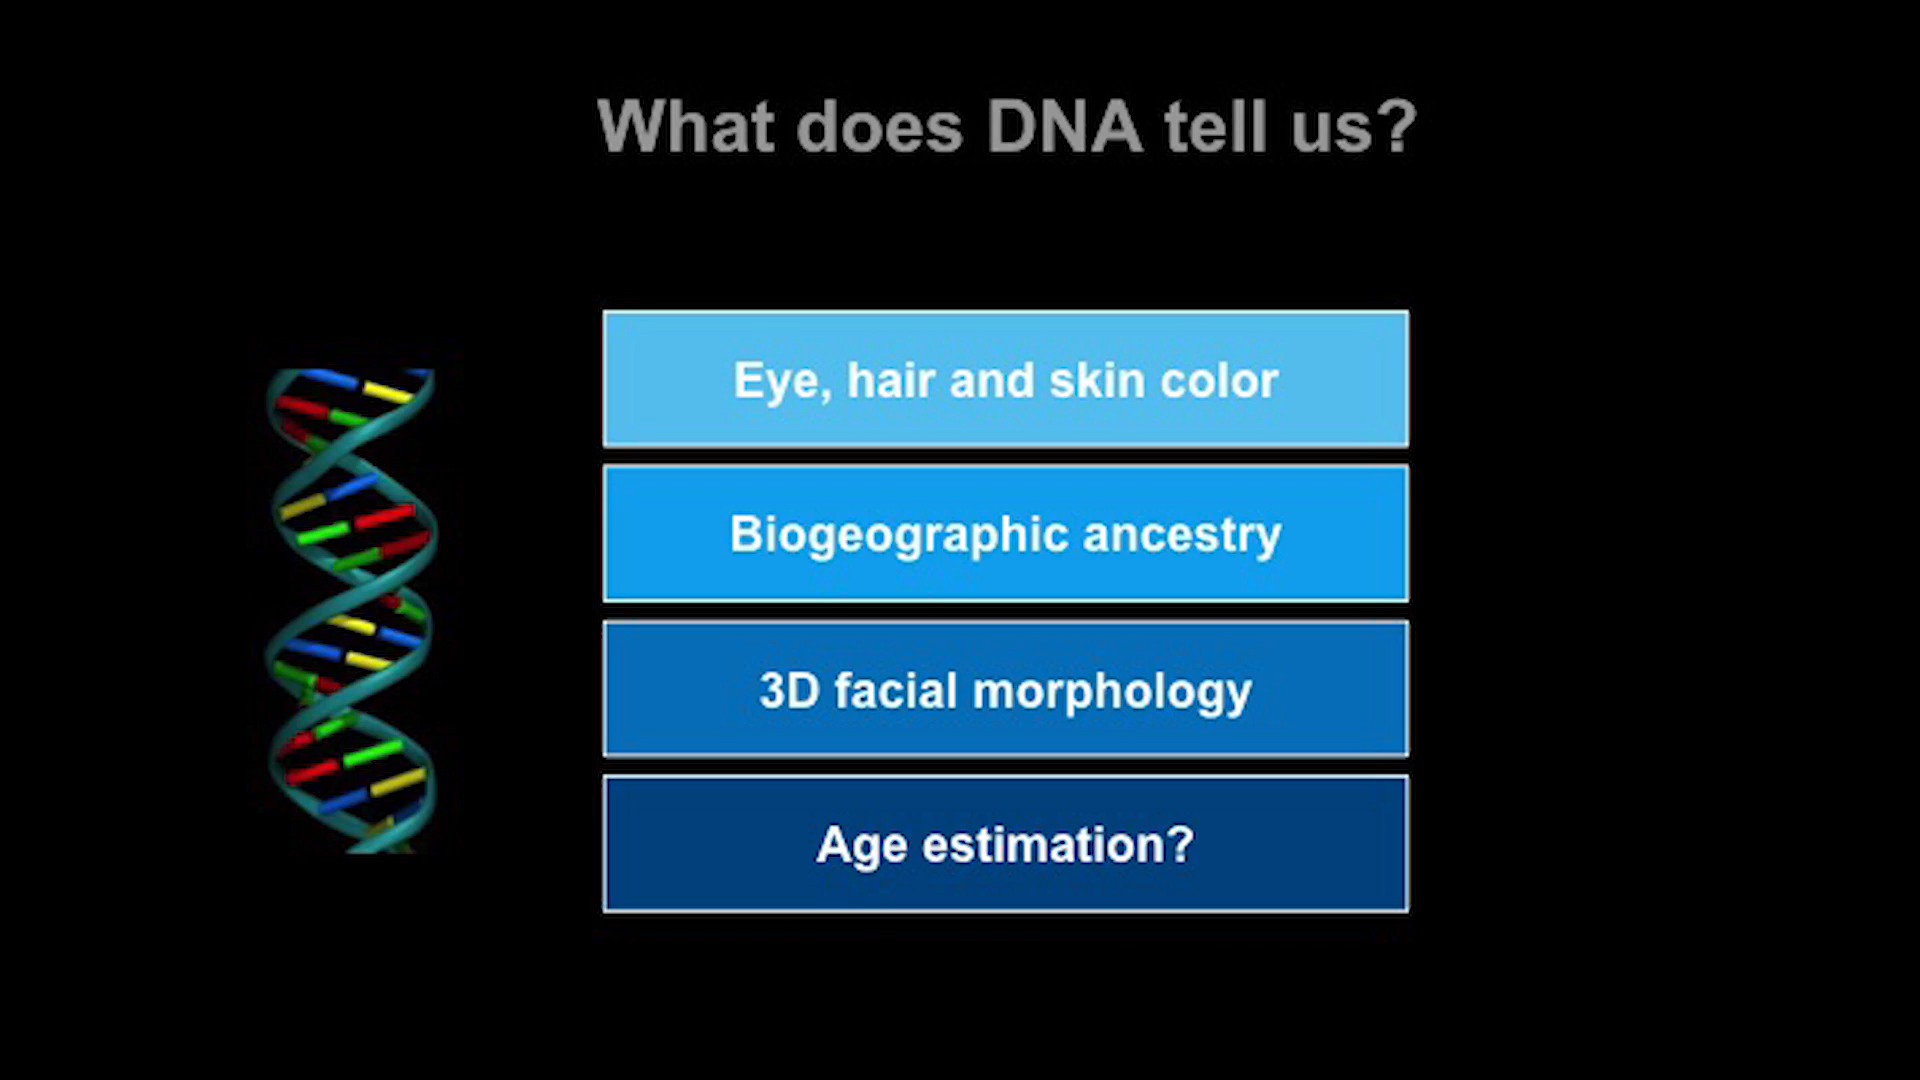 What does DNA tell us?
Eye, hair and skin color
Biogeographic ancestry
3D facial morphology
Age estimation?